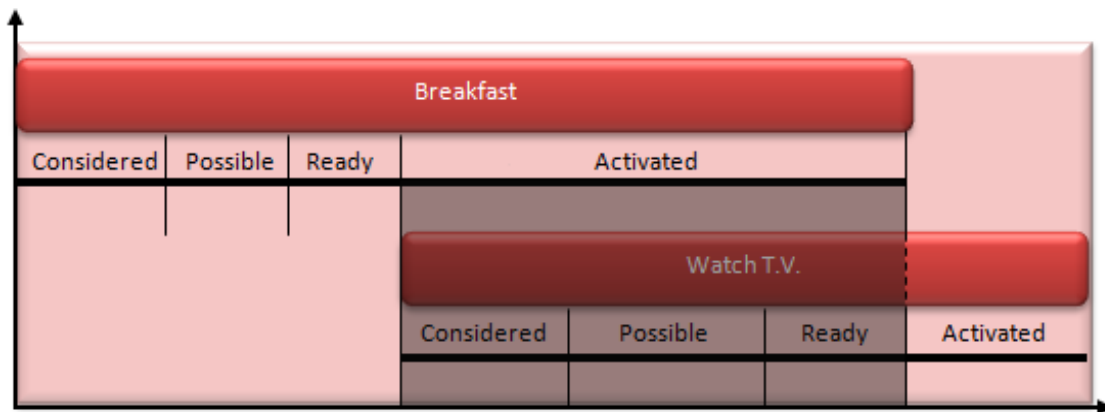 Breakfast
Considered Possible Ready Activated
Watch T.V.
Considered Possible Ready Activated